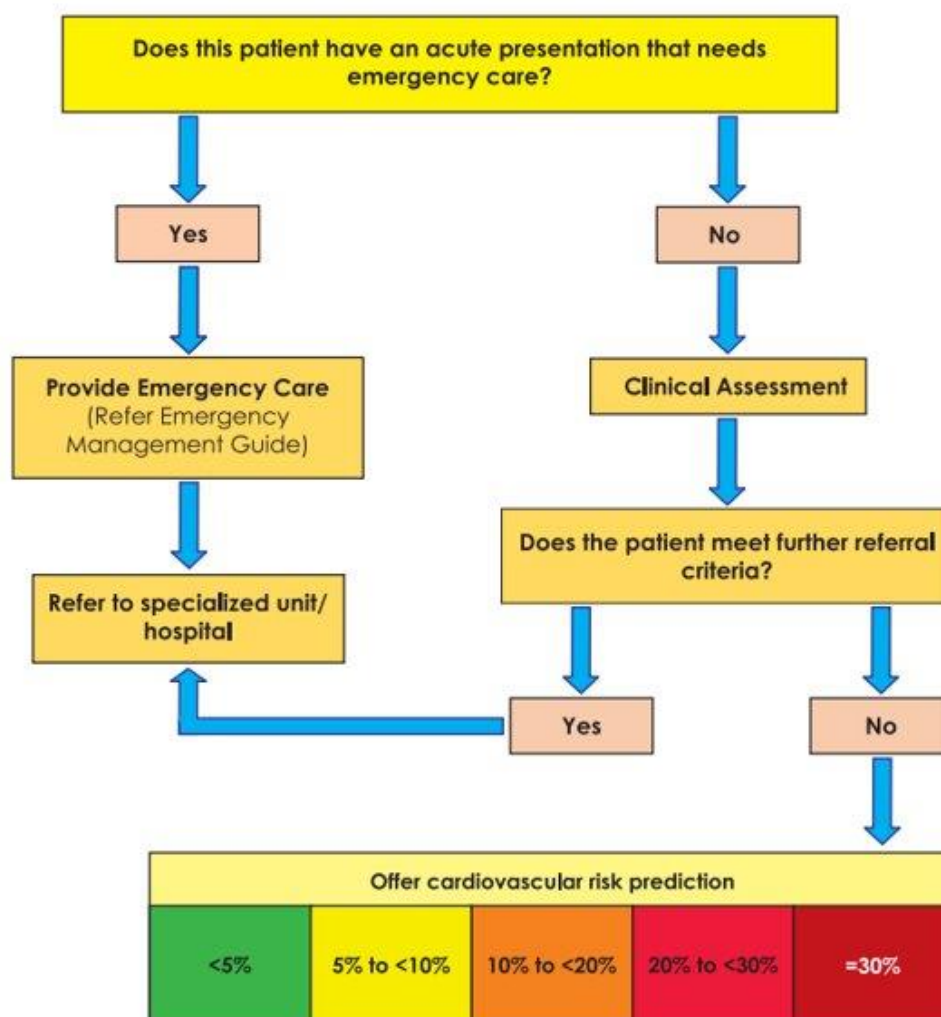 Does this patient have an acute presentation that needs
emergency care?
Yes
No
Provide Emergency Care
(Refer Emergency
Management Guide)
Clinical Assessment
Does the patient meet further referral
criteria?
Refer to specialized unit/
hospital
Yes
No
Offer cardiovascular risk prediction
<5%
5% to <10%
10% to <20%
20% to <30%
=30%